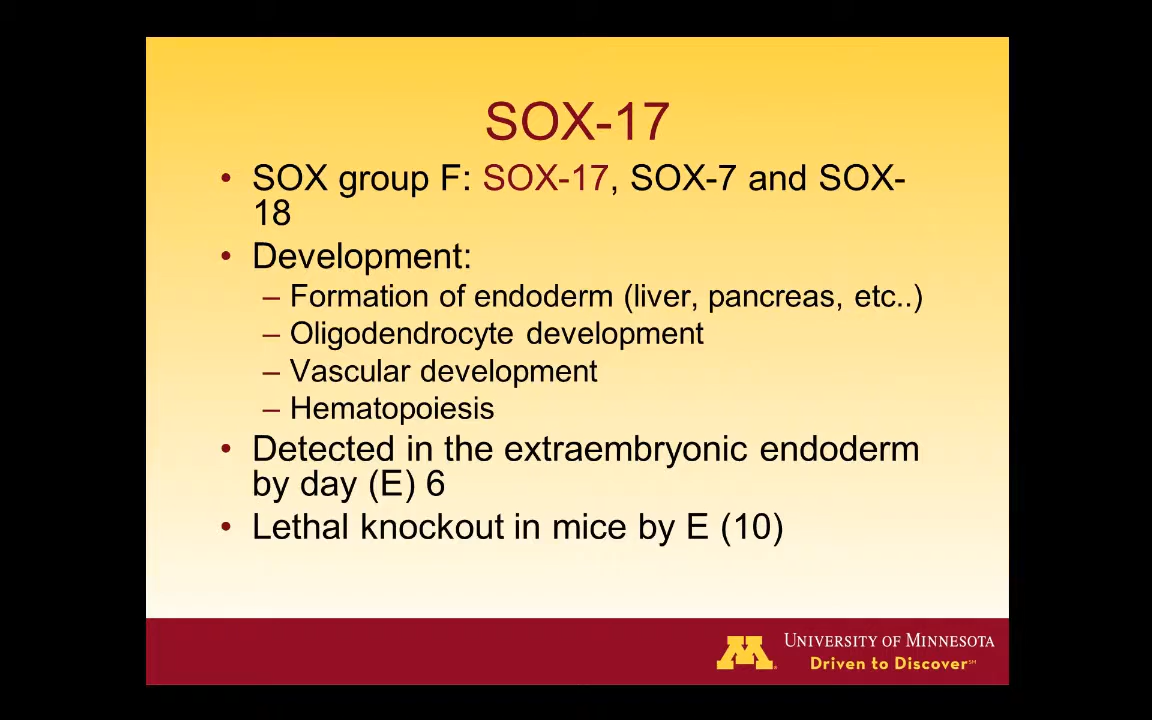 SOX-17
• SOX group F: SOX-17, SOX-7 and SOX-
18
• Development:
– Formation of endoderm (liver, pancreas, etc..)
– Oligodendrocyte development
– Vascular development
– Hematopoiesis
• Detected in the extraembryonic endoderm
by day (E) 6
• Lethal knockout in mice by E (10)
M
UNIVERSITY OF MINNESOTA
Driven to Discover℠